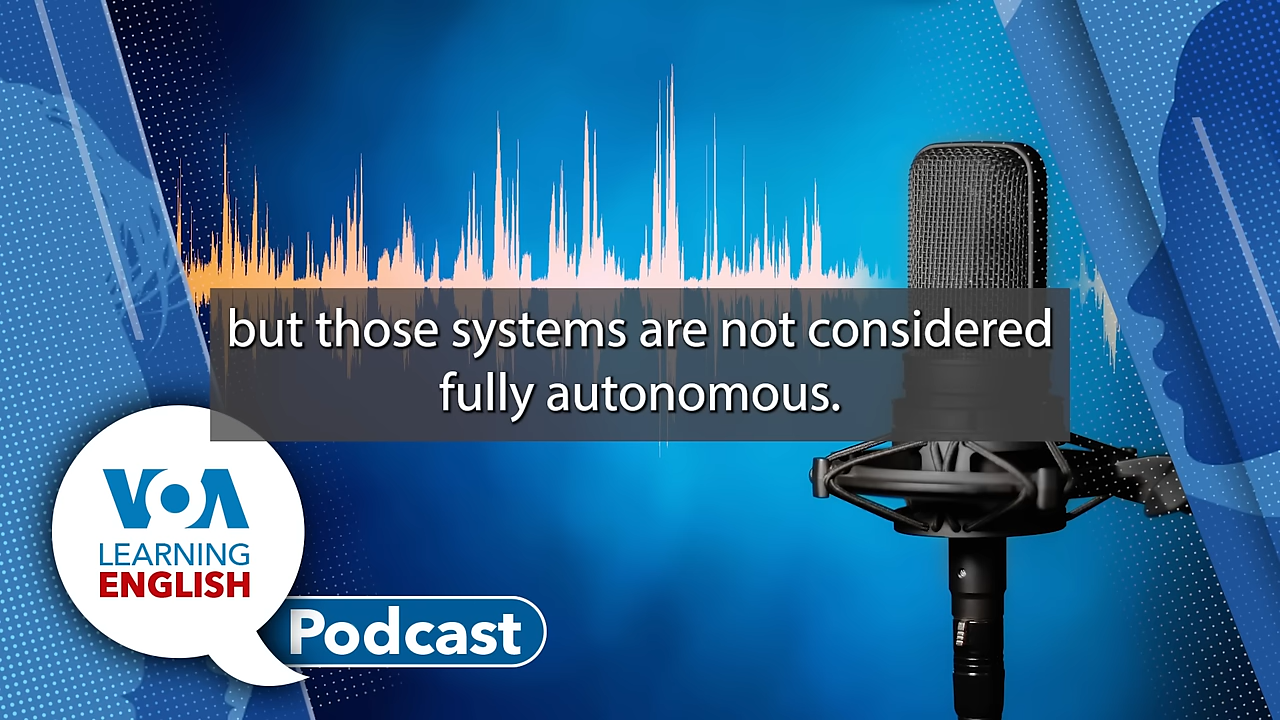 but those systems are not considered
fully autonomous.
VOA
LEARNING
ENGLISH
Podcast